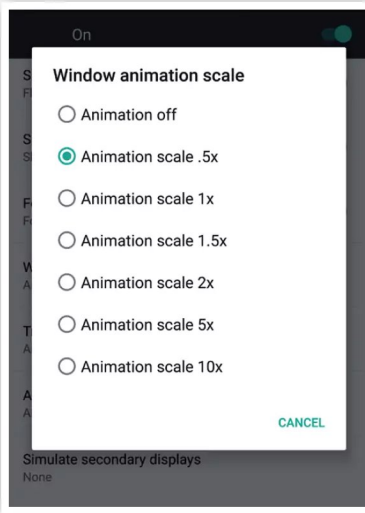 On
Window animation scale
Animation off
Animation scale .5x
Animation scale 1x
Animation scale 1.5x
Animation scale 2x
Animation scale 5x
Animation scale 10x
CANCEL
Simulate secondary displays
None